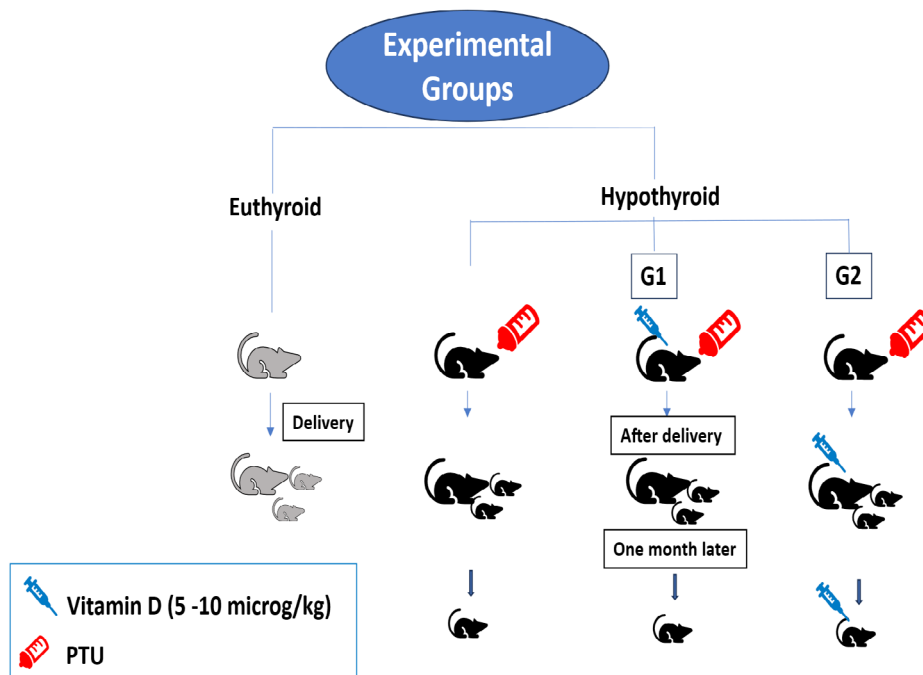 Experimental
Groups
Euthyroid
Hypothyroid
G1
G2
Delivery
After delivery
One month later
Vitamin D (5 -10 microg/kg)
PTU